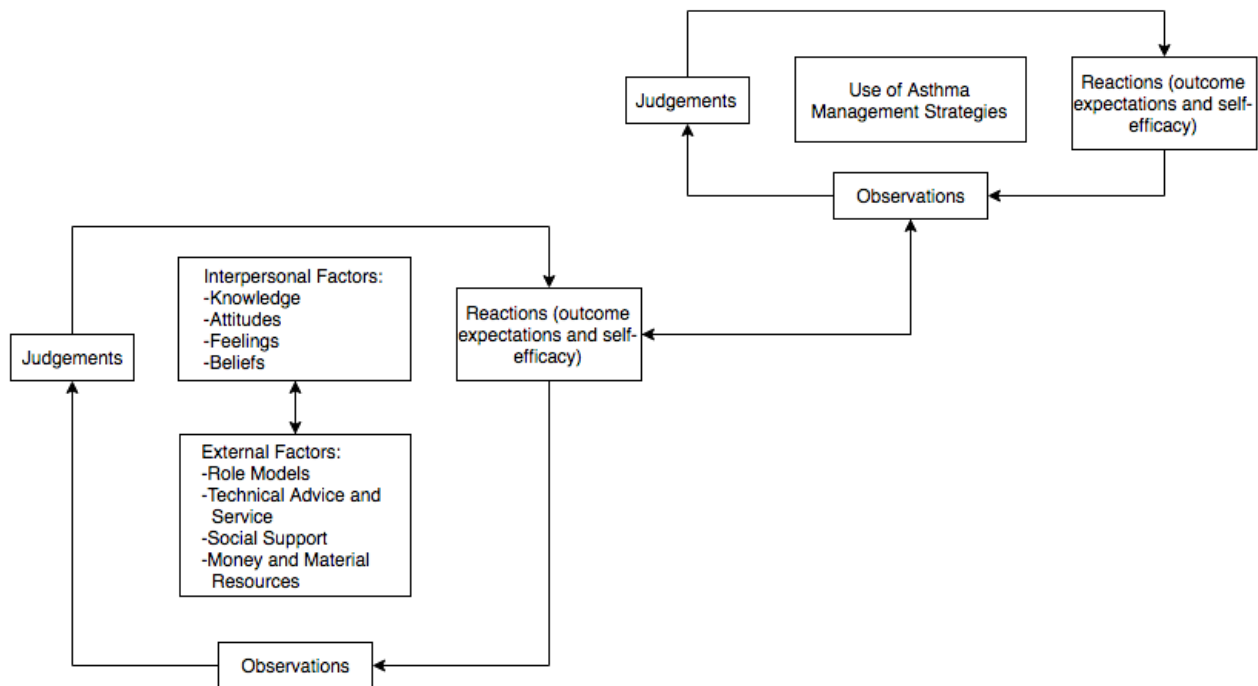 Judgements
Use of Asthma
Management Strategies
Reactions (outcome
expectations and self-
efficacy)
Observations
Interpersonal Factors:
-Knowledge
-Attitudes
-Feelings
-Beliefs
Judgements
Reactions (outcome
expectations and self-
efficacy)
External Factors:
-Role Models
-Technical Advice and
Service
-Social Support
-Money and Material
Resources
Observations